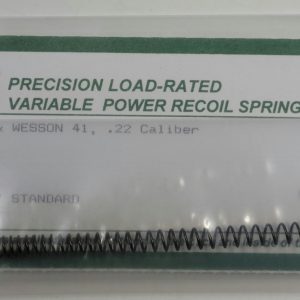 PRECISION LOAD-RATED
VARIABLE POWER RECOIL SPRING
WESSON 41, .22 Caliber
STANDARD